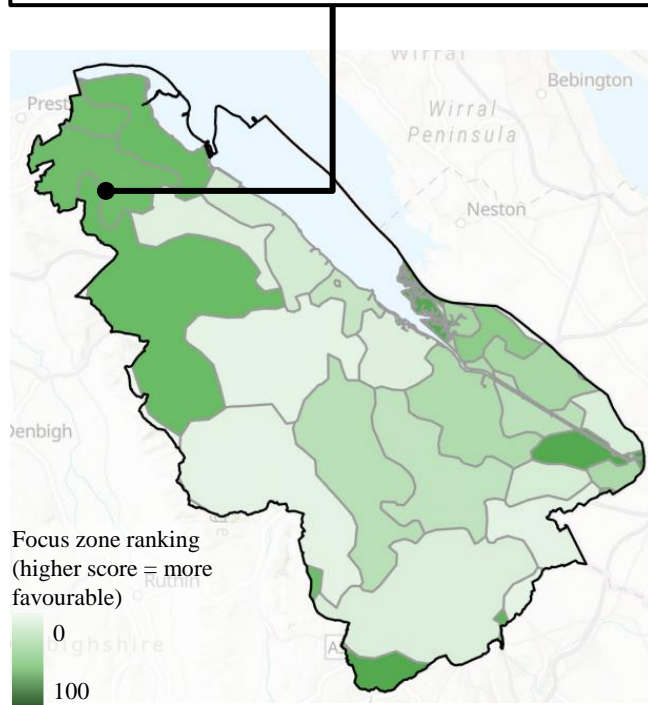 Wirral
Bebington
Prest
Wirral
Peninsula
Neston
Denbigh
Focus zone ranking
(higher score = more
favourable)
Ruthin
0
bighshire
100